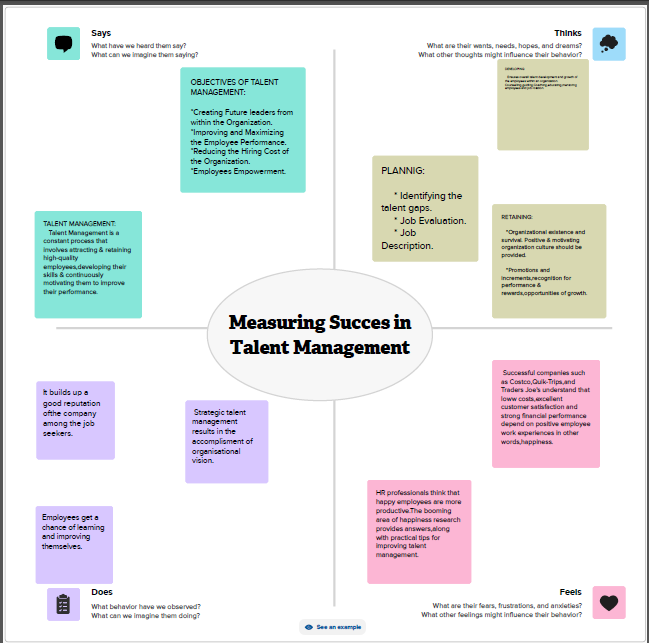 Says
What have we heard them say?
What can we imagine them saying?
Thinks
What are their wants, needs, hopes, and dreams?
What other thoughts might influence their behavior?
OBJECTIVES OF TALENT
MANAGEMENT:
*Creating Future leaders from
within the Organization.
*Improving and Maximizing
the Employee Performance.
*Reducing the Hiring Cost of
the Organization.
*Employees Empowerment.
TALENT MANAGEMENT:
Talent Management is a
constant process that
involves attracting & retaining
high-quality
employees,developing their
skills & continuously
motivating them to improve
their performance.
PLANNIG:
* Identifying the
talent gaps.
* Job Evaluation.
* Job
Description.
RETAINING:
*Organizational existence and
survival. Positive & motivating
organization culture should be
provided.
*Promotions and
increments,recognition for
performance &
rewards,opportunities of growth.
Measuring Succes in
Talent Management
It builds up a
good reputation
ofthe company
among the job
seekers.
Strategic talent
management
results in the
accomplisment of
organisational
vision.
Employees get a
chance of learning
and improving
themselves.
Successful companies such
as Costco,Quik-Trips,and
Traders Joe's understand that
loww costs,excellent
customer satisfaction and
strong financial performance
depend on positive employee
work experiences in other
words,happiness.
HR professionals think that
happy employees are more
productive.The booming
area of happiness research
provides answers,along
with practical tips for
improving talent
management.
Does
What behavior have we observed?
What can we imagine them doing?
Feels
What are their fears, frustrations, and anxieties?
What other feelings might influence their behavior?
See an example